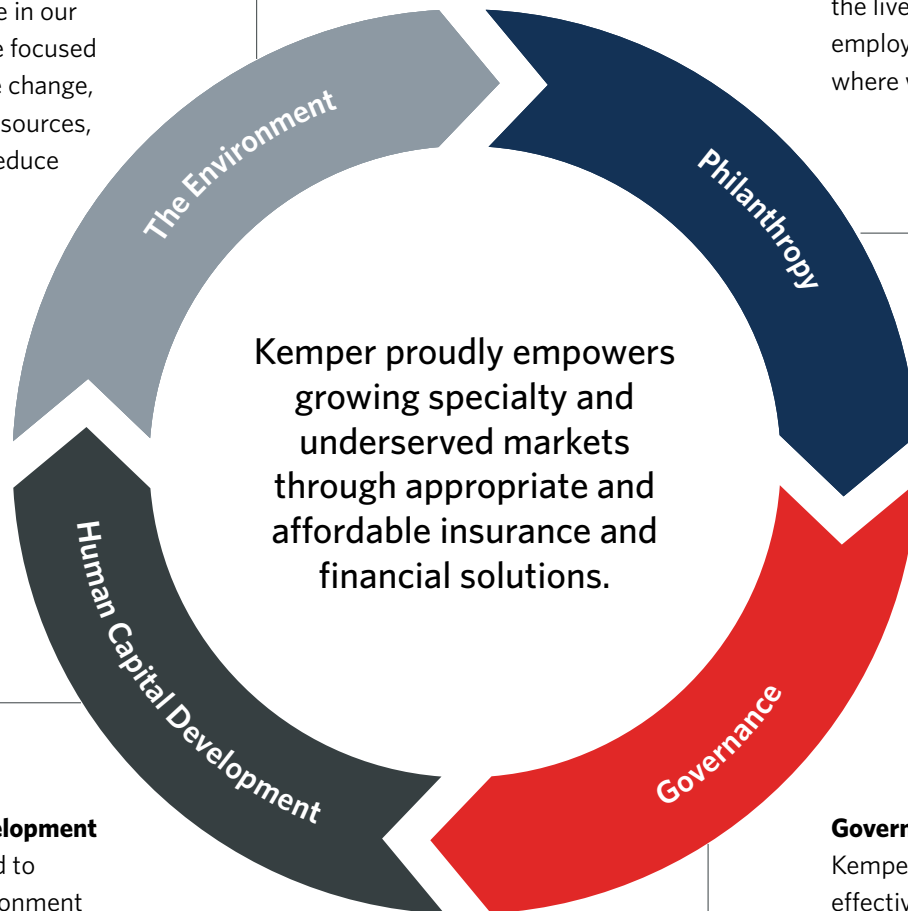 e in our
e focused
e change,
sources,
educe
the live
employ
where
The Environment
Philanthropy
Kemper proudly empowers
growing specialty and
underserved markets
through appropriate and
affordable insurance and
financial solutions.
Human Capital Development
Governance
elopment
d to
onment
Govern
Kempe
effectiv